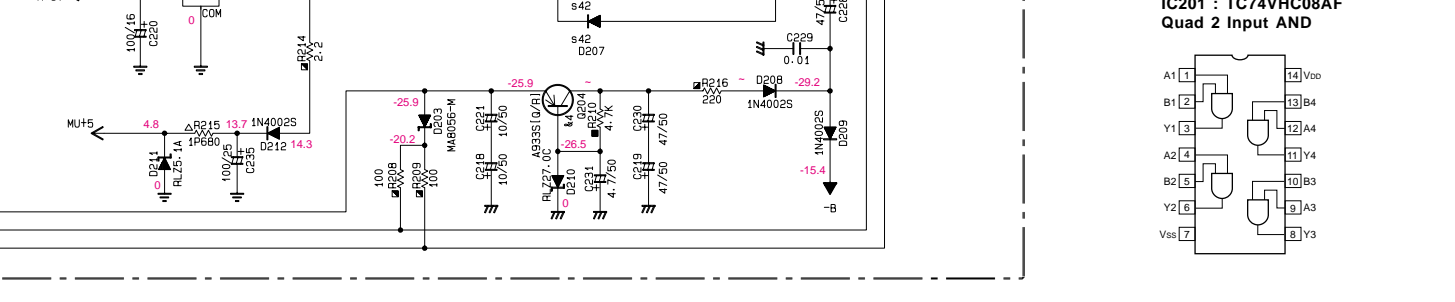 100/16
C220
0
COM
R214
2.2
MU+5
4.8
R215
1P680
13.7
1N4002S
D212
14.3
D211
RLZ5.1A
0
100/25
C235
-25.9
-25.9
D203
MA8056-M
-20.2
100
R208
R209
100
C221
10/50
C218
10/50
A933S[Q/R]
&4
Q204
~
R210
4.7K
-26.5
RLZ27.0C
D210
0
C231
4.7/50
C230
47/50
C219
47/50
s42
s42
D207
R216
220
~
D208
1N4002S
-29.2
C229
0.01
47/5
C228
1N4002S
D209
-15.4
-B
IC201 : TC74VHC08AF
Quad 2 Input AND
A1 1
B1 2
Y1 3
A2 4
B2 5
Y2 6
Vss 7
14 VDD
13 B4
12 A4
11 Y4
10 B3
9 A3
8 Y3